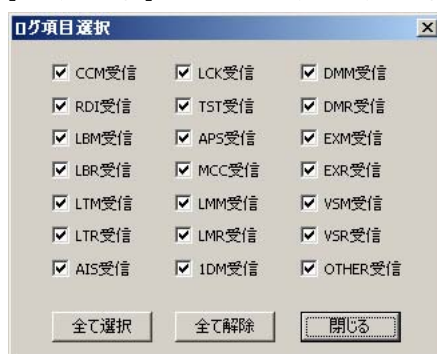 ログ項目選択
CCM受信 LCK受信 DMM受信
RDI受信 TST受信 DMR受信
LBM受信 APS受信 EXM受信
LBR受信 MCC受信 EXR受信
LTM受信 LMM受信 VSM受信
LTR受信 LMR受信 VSR受信
AIS受信 1DM受信 OTHER受信
全て選択 全て解除 閉じる